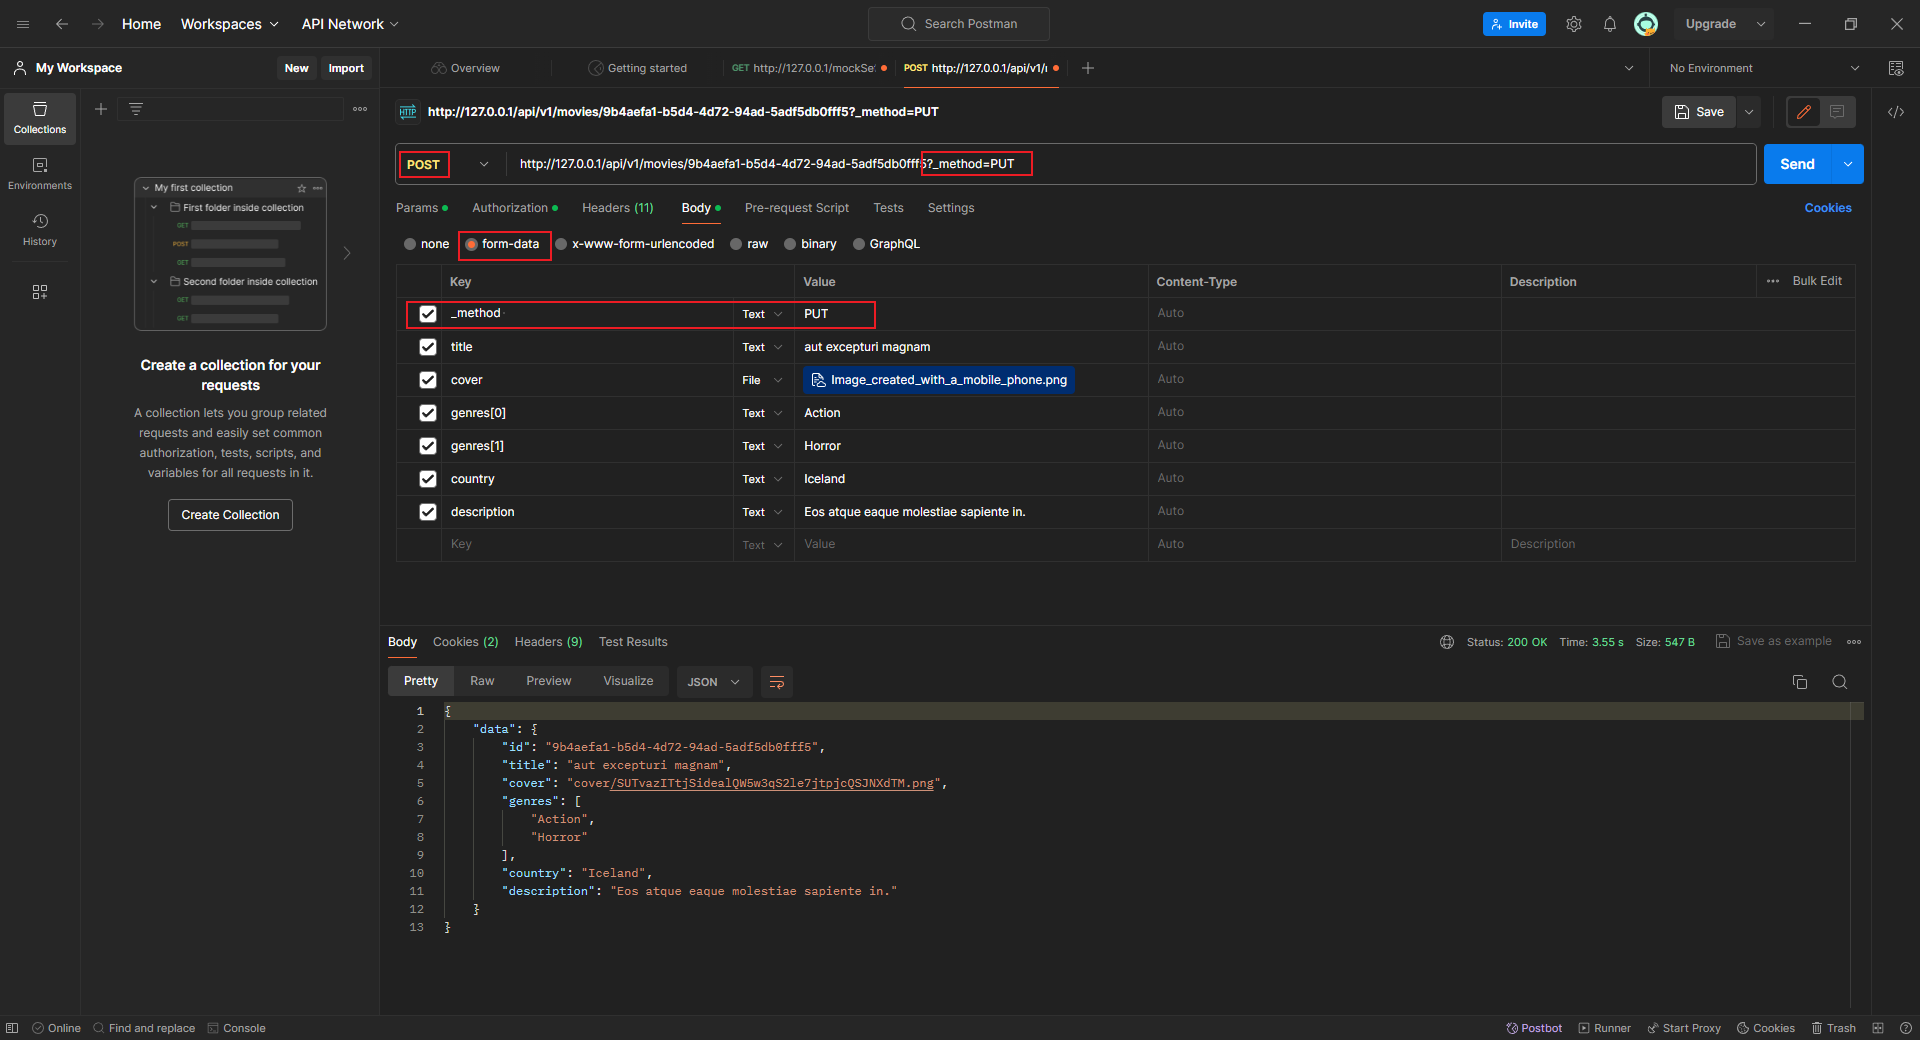 Home Workspaces API Network Search Postman Invite Upgrade
My Workspace New Import Overview Getting started GET http://127.0.0.1/mockSe POST http://127.0.0.1/api/v1/ No Environment
Collections
Environments
History
My first collection
First folder inside collection
GET
POST
GET
Second folder inside collection
GET
GET
Create a collection for your
requests
A collection lets you group related
requests and easily set common
authorization, tests, scripts, and
variables for all requests in it.
Create Collection
HTTP http://127.0.0.1/api/v1/movies/9b4aefa1-b5d4-4d72-94ad-5adf5db0fff5?_method=PUT Save
POST http://127.0.0.1/api/v1/movies/9b4aefa1-b5d4-4d72-94ad-5adf5db0fff5?_method=PUT Send
Params Authorization Headers (11) Body Pre-request Script Tests Settings Cookies
none form-data x-www-form-urlencoded raw binary GraphQL
Key Value Content-Type Description Bulk Edit
_method Text PUT Auto
title Text aut excepturi magnam Auto
cover File Image_created_with_a_mobile_phone.png Auto
genres[0] Text Action Auto
genres[1] Text Horror Auto
country Text Iceland Auto
description Text Eos atque eaque molestiae sapiente in. Auto
Key Text Value Auto Description
Body Cookies (2) Headers (9) Test Results Status: 200 OK Time: 3.55 s Size: 547 B Save as example
Pretty Raw Preview Visualize JSON
1 {
2 "data": {
3 "id": "9b4aefa1-b5d4-4d72-94ad-5adf5db0fff5",
4 "title": "aut excepturi magnam",
5 "cover": "cover/SUTvazITtjSidealQW5w3qS2le7jtpjcQSJNXdTM.png",
6 "genres": [
7 "Action",
8 "Horror"
9 ],
10 "country": "Iceland",
11 "description": "Eos atque eaque molestiae sapiente in."
12 }
13 }
Online Find and replace Console Postbot Runner Start Proxy Cookies Trash